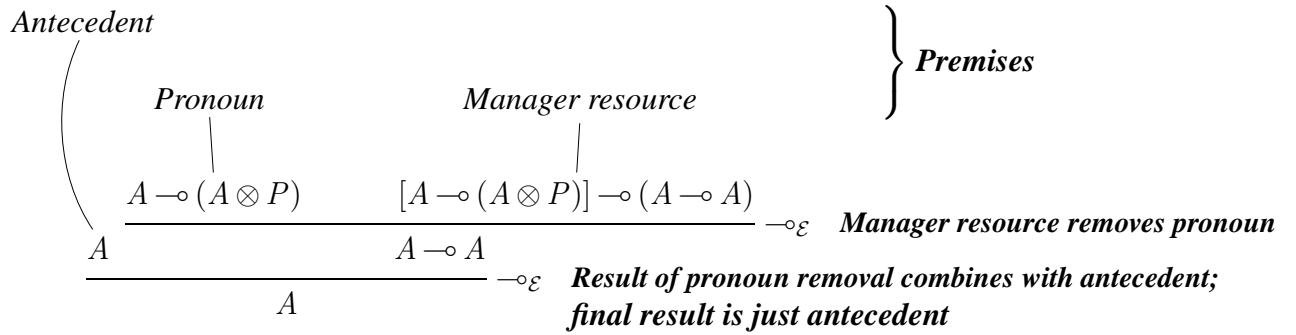 Antecedent
Premises
Pronoun Manager resource
A ⊸ (A ⊗ P) [A ⊸ (A ⊗ P)] ⊸ (A ⊸ A)
⊸ε Manager resource removes pronoun
A A ⊸ A
⊸ε Result of pronoun removal combines with antecedent;
A final result is just antecedent